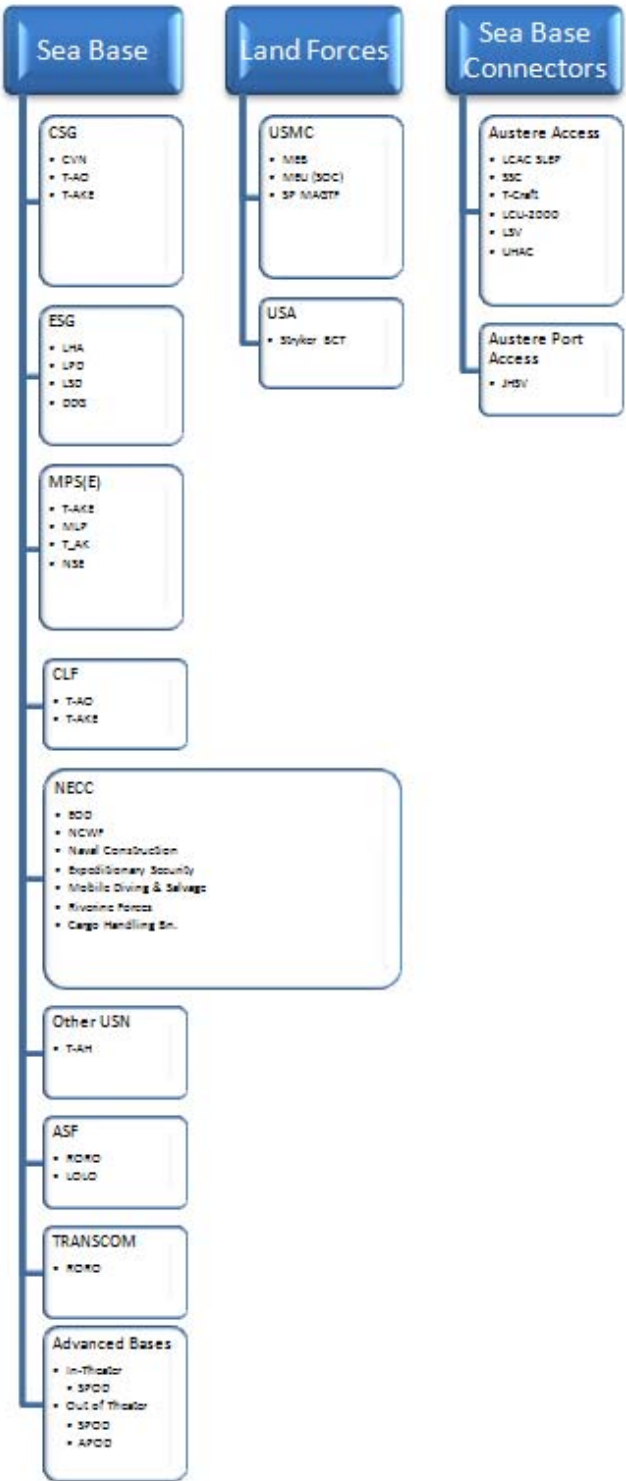 Sea Base
CSG
• CVN
• T-AO
• T-AKE
ESG
• LHA
• LPD
• LSD
• DDG
MPS(E)
• T-AKE
• MLP
• T_AK
• NSE
CLF
• T-AO
• T-AKE
NECC
• EOD
• NCWF
• Naval Construction
• Expeditionary Security
• Mobile Diving & Salvage
• Riverine Forces
• Cargo Handling Bn.
Other USN
• T-AH
ASF
• RORO
• LOLO
TRANSCOM
• RORO
Advanced Bases
• In-Theater
• SPOD
• Out of Theater
• SPOD
• APOD
Land Forces
USMC
• MEB
• MEU (SOC)
• SP MAGTF
USA
• Stryker BCT
Sea Base
Connectors
Austere Access
• LCAC SLEP
• SSC
• T-Craft
• LCU-2000
• LSV
• UHAC
Austere Port
Access
• JHSV